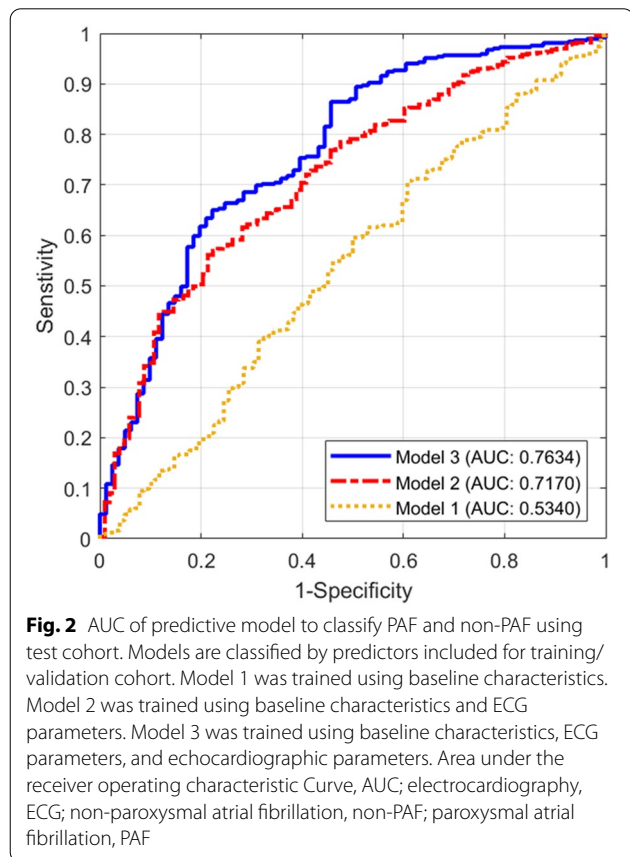 1
0.9
0.8
0.7
0.6
0.5
0.4
0.3
0.2
0.1
0
Senstivity
Model 3 (AUC: 0.7634)
Model 2 (AUC: 0.7170)
Model 1 (AUC: 0.5340)
0 0.2 0.4 0.6 0.8 1
1-Specificity
Fig. 2 AUC of predictive model to classify PAF and non-PAF using
test cohort. Models are classified by predictors included for training/
validation cohort. Model 1 was trained using baseline characteristics.
Model 2 was trained using baseline characteristics and ECG
parameters. Model 3 was trained using baseline characteristics, ECG
parameters, and echocardiographic parameters. Area under the
receiver operating characteristic Curve, AUC; electrocardiography,
ECG; non-paroxysmal atrial fibrillation, non-PAF; paroxysmal atrial
fibrillation, PAF